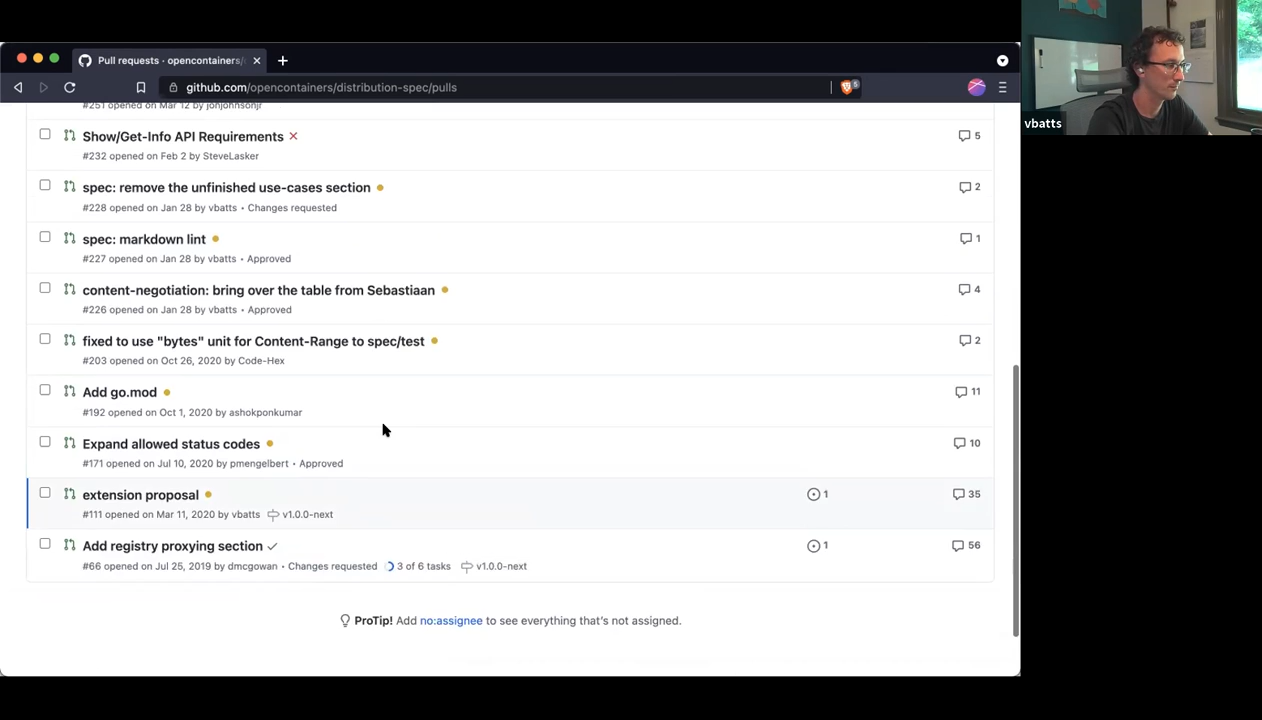 Pull requests · opencontainers/
github.com/opencontainers/distribution-spec/pulls
5
vbatts
#251 opened on Mar 12 by jonjohnsonjr
Show/Get-Info API Requirements
5
#232 opened on Feb 2 by SteveLasker
spec: remove the unfinished use-cases section
2
#228 opened on Jan 28 by vbatts • Changes requested
spec: markdown lint
1
#227 opened on Jan 28 by vbatts • Approved
content-negotiation: bring over the table from Sebastiaan
4
#226 opened on Jan 28 by vbatts • Approved
fixed to use "bytes" unit for Content-Range to spec/test
2
#203 opened on Oct 26, 2020 by Code-Hex
Add go.mod
11
#192 opened on Oct 1, 2020 by ashokponkumar
Expand allowed status codes
10
#171 opened on Jul 10, 2020 by pmengelbert • Approved
extension proposal
1
35
#111 opened on Mar 11, 2020 by vbatts v1.0.0-next
Add registry proxying section
1
56
#66 opened on Jul 25, 2019 by dmcgowan • Changes requested 3 of 6 tasks v1.0.0-next
ProTip! Add no:assignee to see everything that's not assigned.